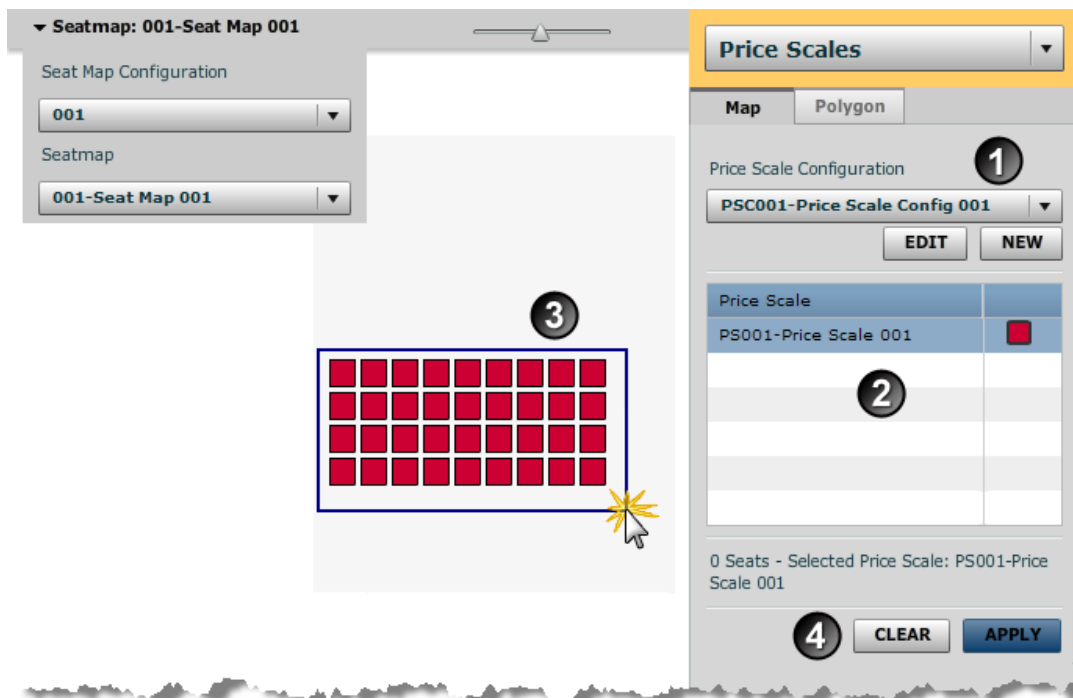 Seatmap: 001-Seat Map 001
Seat Map Configuration
001
Seatmap
001-Seat Map 001
3
Price Scales
Map Polygon
1
Price Scale Configuration
PSC001-Price Scale Config 001
EDIT NEW
Price Scale
PS001-Price Scale 001
2
0 Seats - Selected Price Scale: PS001-Price
Scale 001
4
CLEAR APPLY